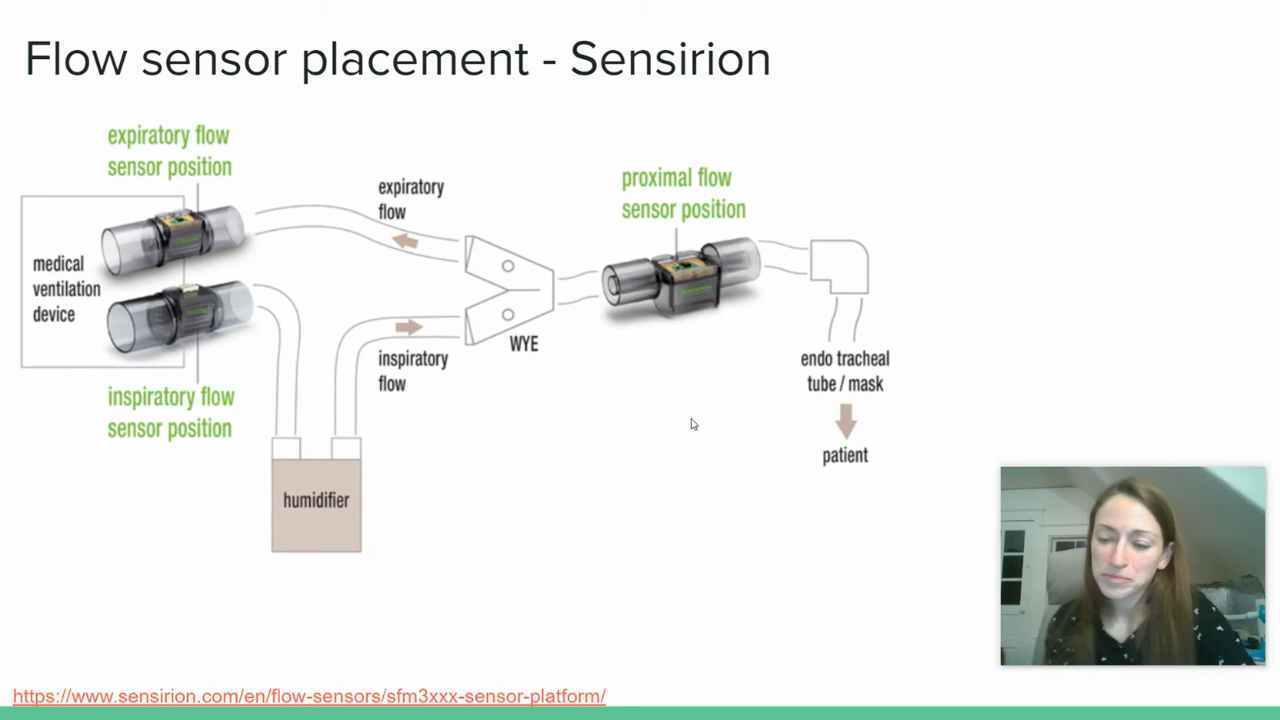 Flow sensor placement - Sensirion
expiratory flow
sensor position
expiratory
flow
proximal flow
sensor position
medical
ventilation
device
WYE
inspiratory
flow
endo tracheal
tube / mask
inspiratory flow
sensor position
patient
humidifier
https://www.sensirion.com/en/flow-sensors/sfm3xxx-sensor-platform/